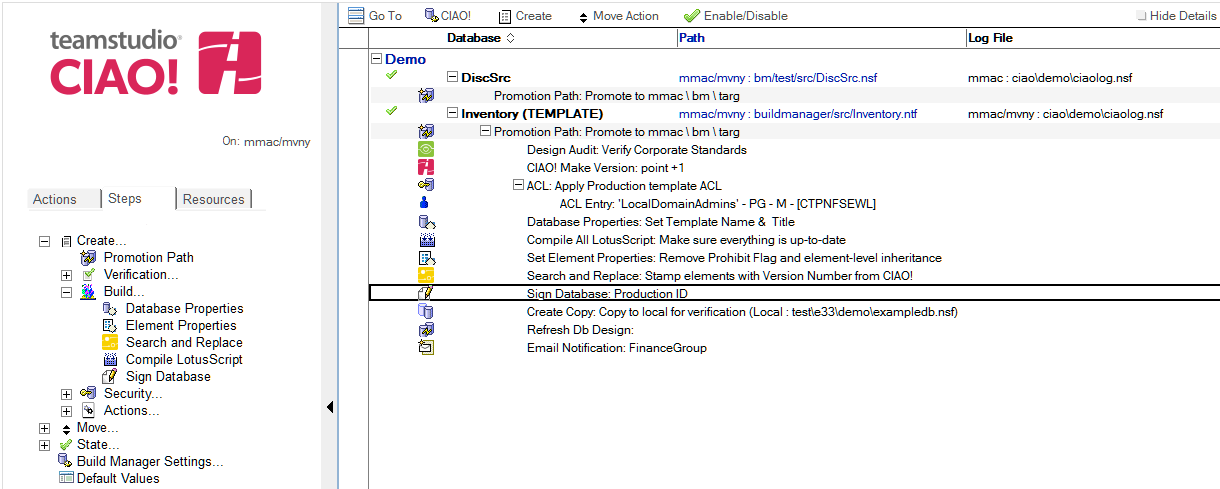 teamstudio®
CIAO!
On: mmac/mvny
Actions Steps Resources
Create...
Promotion Path
Verification...
Build...
Database Properties
Element Properties
Search and Replace
Compile LotusScript
Sign Database
Security...
Actions...
Move...
State...
Build Manager Settings...
Default Values
Go To CIAO! Create Move Action Enable/Disable Hide Details
Database Path Log File
Demo
DiscSrc mmac/mvny : bm/test/src/DiscSrc.nsf mmac : ciao\demo\ciaolog.nsf
Promotion Path: Promote to mmac \ bm \ targ
Inventory (TEMPLATE) mmac/mvny : buildmanager/src/Inventory.ntf mmac/mvny : ciao\demo\ciaolog.nsf
Promotion Path: Promote to mmac \ bm \ targ
Design Audit: Verify Corporate Standards
CIAO! Make Version: point +1
ACL: Apply Production template ACL
ACL Entry: 'LocalDomainAdmins' - PG - M - [CTPNFSEWL]
Database Properties: Set Template Name & Title
Compile All LotusScript: Make sure everything is up-to-date
Set Element Properties: Remove Prohibit Flag and element-level inheritance
Search and Replace: Stamp elements with Version Number from CIAO!
Sign Database: Production ID
Create Copy: Copy to local for verification (Local : test\e33\demo\exampledb.nsf)
Refresh Db Design:
Email Notification: FinanceGroup